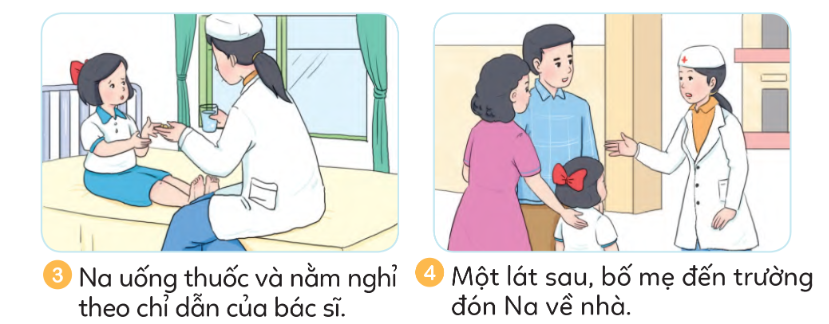 3 Na uống thuốc và nằm nghỉ
theo chỉ dẫn của bác sĩ.
4 Một lát sau, bố mẹ đến trường
đón Na về nhà.